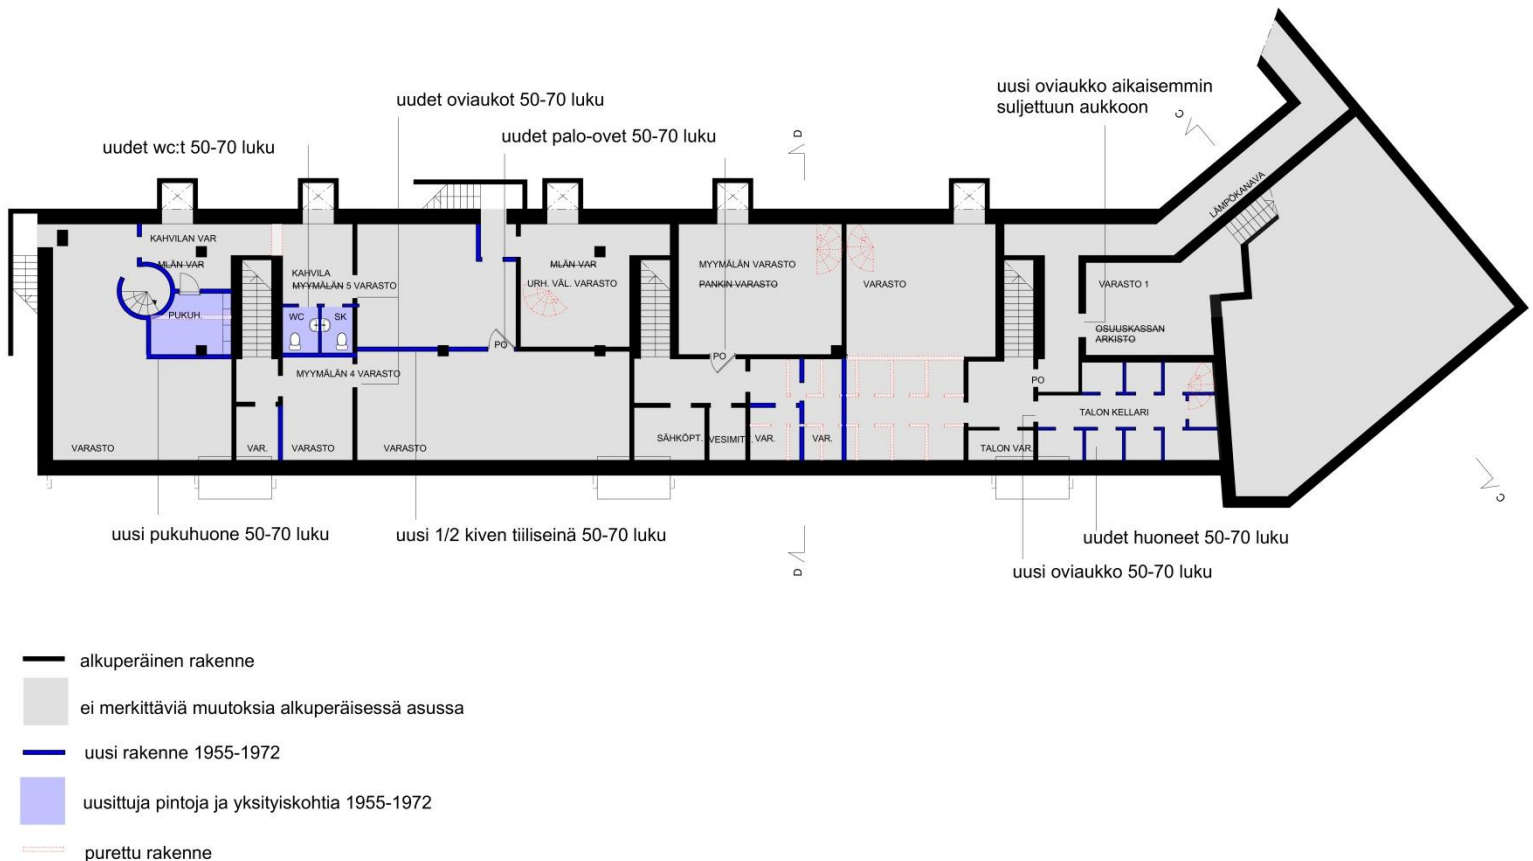 uudet oviaukot 50-70 luku
uusi oviaukko aikaisemmin
suljettuun aukkoon
uudet palo-ovet 50-70 luku
uudet wc:t 50-70 luku
D
C
LÄMPÖKANAVA
KAHVILAN VAR
MLÄN VAR
KAHVILA
MYYMÄLÄN 5 VARASTO
MLÄN VAR
URH. VÄL. VARASTO
MYYMÄLÄN VARASTO
PANKIN VARASTO
VARASTO
VARASTO 1
OSUUSKASSAN
ARKISTO
PUKUH.
WC
SK
PO
PO
PO
MYYMÄLÄN 4 VARASTO
TALON KELLARI
VARASTO
VAR.
VARASTO
VARASTO
SÄHKÖPT.
VESIMIT.
VAR.
VAR.
TALON VAR.
C
uusi pukuhuone 50-70 luku
uusi 1/2 kiven tiiliseinä 50-70 luku
uudet huoneet 50-70 luku
D
uusi oviaukko 50-70 luku
alkuperäinen rakenne
ei merkittäviä muutoksia alkuperäisessä asussa
uusi rakenne 1955-1972
uusittuja pintoja ja yksityiskohtia 1955-1972
purettu rakenne